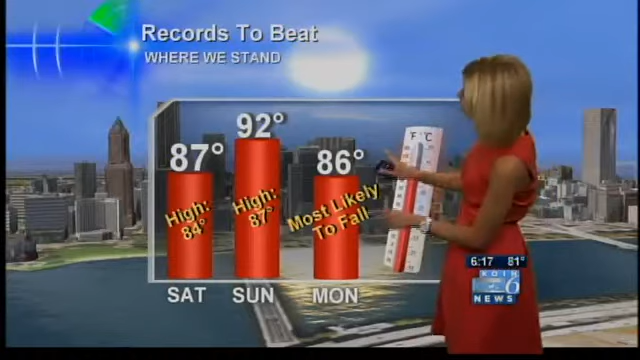 Records To Beat
WHERE WE STAND
87°
92°
86°
High:
84°
High:
87°
Most Likely
To Fall
°F °C
SAT
SUN
MON
6:17 81°
KOIN
6
NEWS